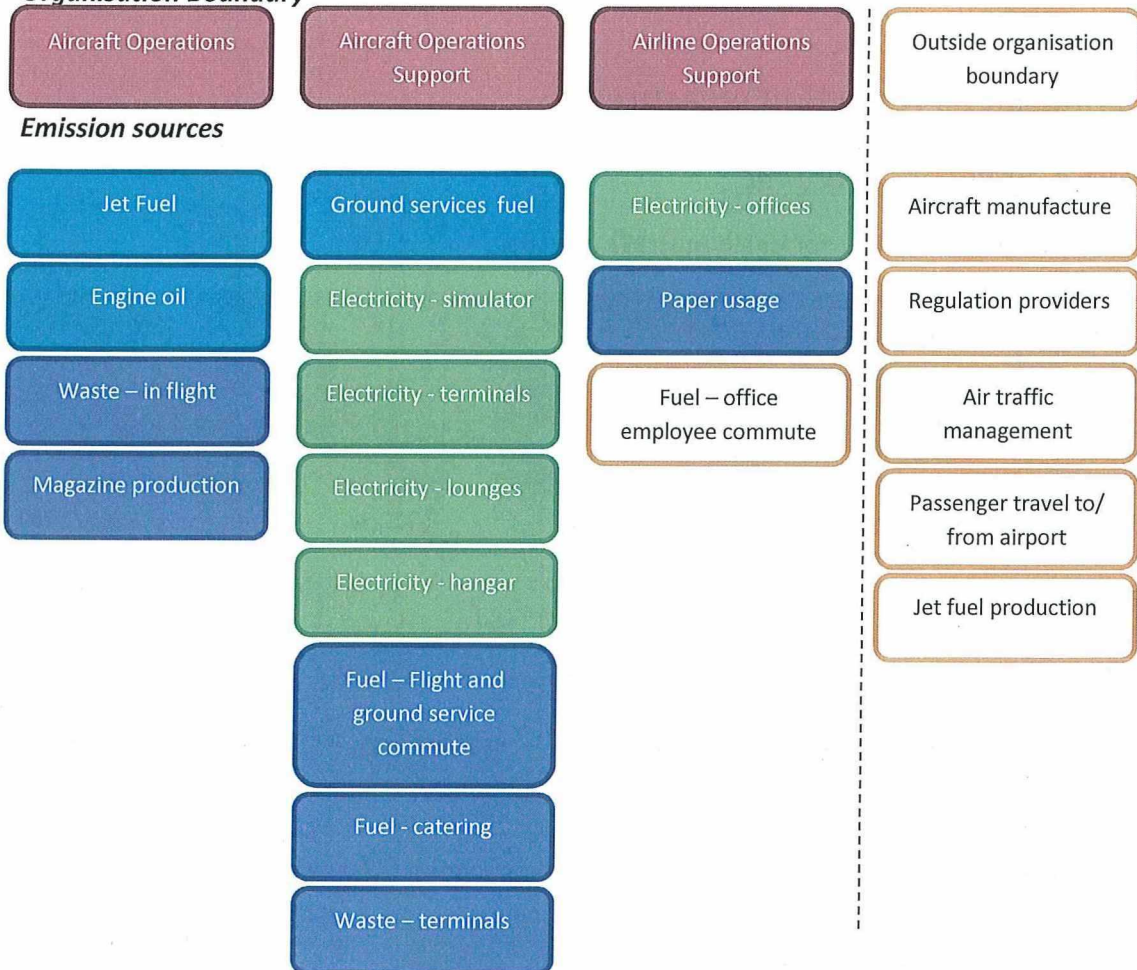 Organisation Boundary
Aircraft Operations
Aircraft Operations
Support
Airline Operations
Support
Outside organisation
boundary
Emission sources
Jet Fuel
Engine oil
Waste – in flight
Magazine production
Ground services fuel
Electricity - simulator
Electricity - terminals
Electricity - lounges
Electricity - hangar
Fuel – Flight and
ground service
commute
Fuel - catering
Waste – terminals
Electricity - offices
Paper usage
Fuel – office
employee commute
Aircraft manufacture
Regulation providers
Air traffic
management
Passenger travel to/
from airport
Jet fuel production